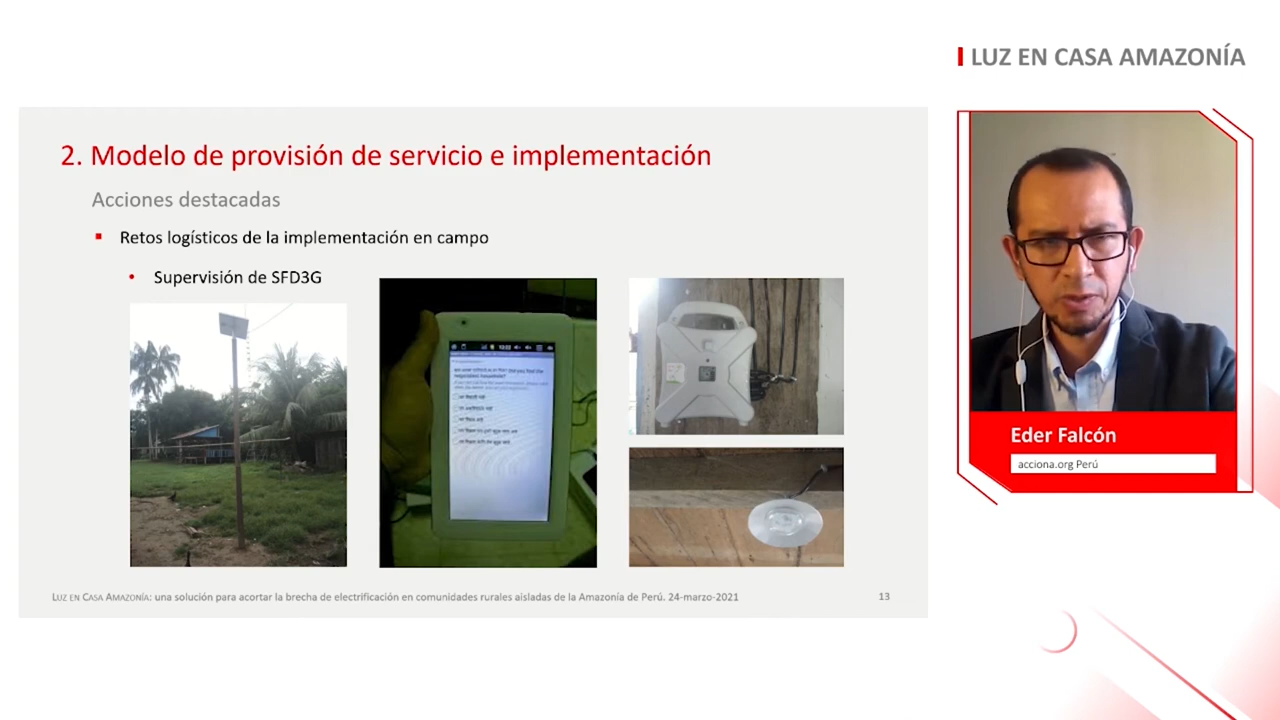 LUZ EN CASA AMAZONÍA
2. Modelo de provisión de servicio e implementación
Acciones destacadas
Retos logísticos de la implementación en campo
Supervisión de SFD3G
Eder Falcón
acciona.org Perú
LUZ EN CASA AMAZONÍA: una solución para acortar la brecha de electrificación en comunidades rurales aisladas de la Amazonía de Perú. 24-marzo-2021
13